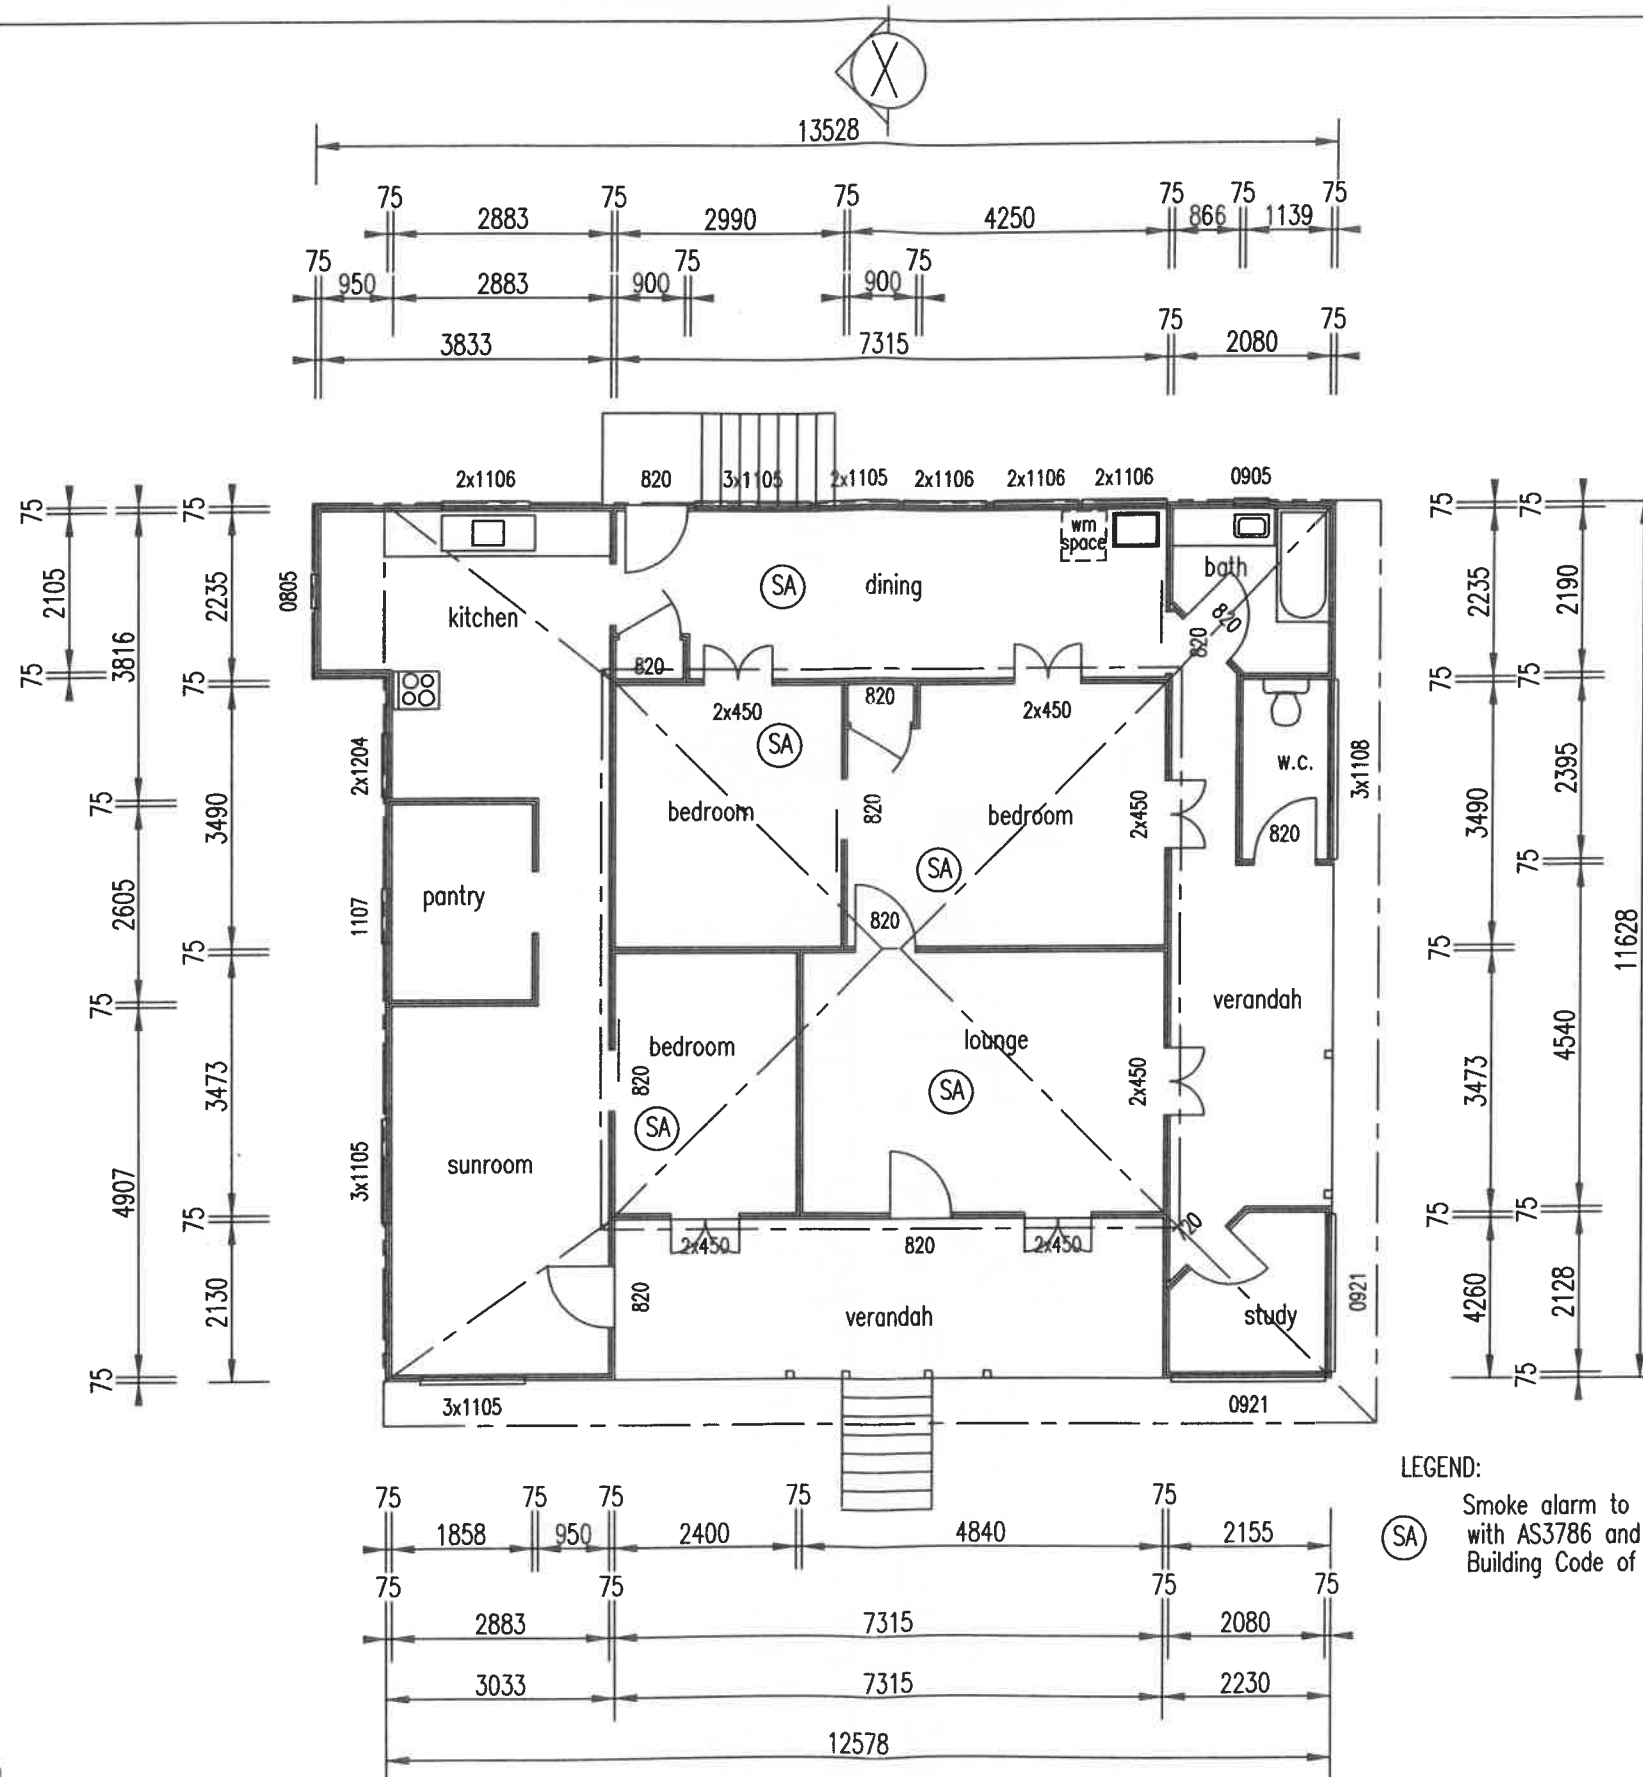 13528
75 75 75 75 75 75
2883 2990 4250 866 1139
75 75 75
950 2883 900 900
75 75
3833 7315 2080
2x1106 820 3x1105 2x1105 2x1106 2x1106 2x1106 0905
75 75 75 75
wm
space
bath
dining
SA
kitchen
820
820
820
0805
2105
3816
2235
2235
2190
75 75 75 75
2x450
820
2x450
SA
w.c.
2x1204
3x1108
bedroom
820
bedroom
2x450
820
3490
3490
2395
75
75
SA
pantry
820
1107
2605
11628
75
75
75
verandah
bedroom
lounge
820
SA
2x450
SA
3473
3473
4540
sunroom
3x1105
4907
75
75
75
2x450
820
2x450
820
verandah
study
0921
2130
4260
2128
75
75
3x1105
0921
LEGEND:
SA
Smoke alarm to
with AS3786 and
Building Code of
75 75 75 75 75
1858 950 2400 4840 2155
75 75 75 75
2883 7315 2080
3033 7315 2230
12578